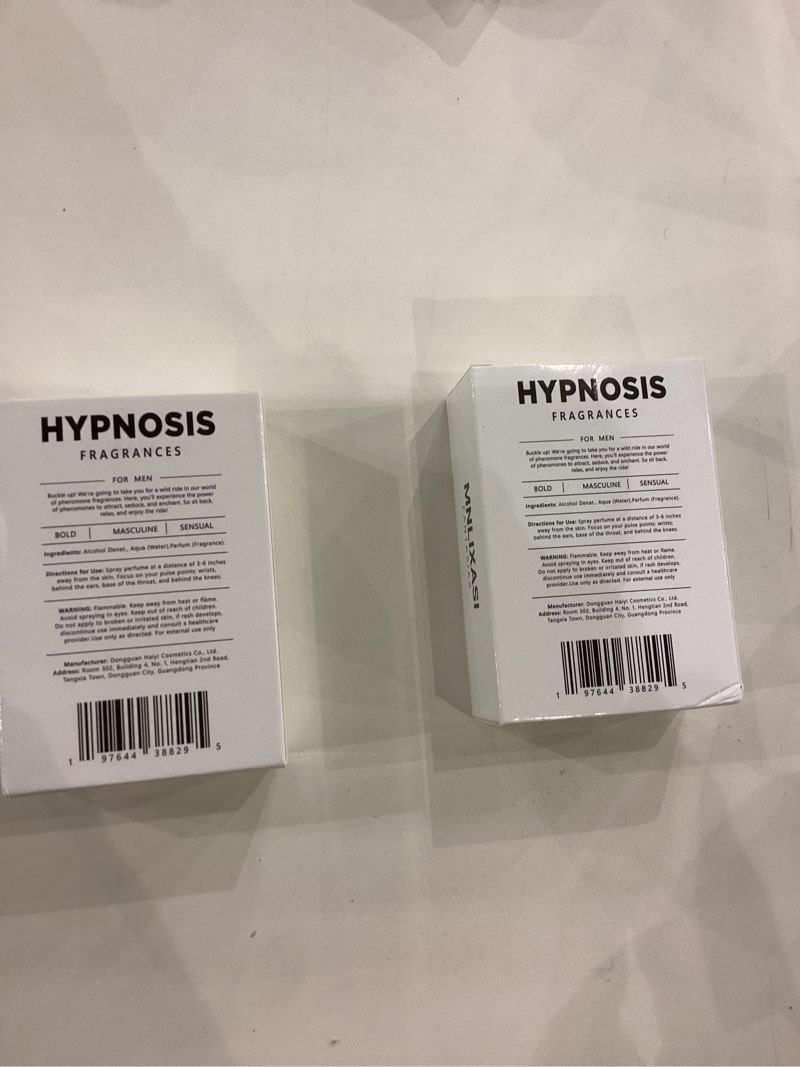 HYPNOSIS
FRAGRANCES
FOR MEN
Buckle up! We're going to take you for a wild ride in our world
of pheromone fragrances. Here, you'll experience the power
of pheromones to attract, seduce, and enchant. So sit back,
relax, and enjoy the ride!
BOLD | MASCULINE | SENSUAL
Ingredients: Alcohol Denat., Aqua (Water),Parfum (Fragrance).
Directions for Use: Spray perfume at a distance of 3-6 inches
away from the skin. Focus on your pulse points: wrists,
behind the ears, base of the throat, and behind the knees.
WARNING: Flammable. Keep away from heat or flame.
Avoid spraying in eyes. Keep out of reach of children.
Do not apply to broken or irritated skin, if rash develops,
discontinue use immediately and consult a healthcare
provider.Use only as directed. For external use only
Manufacturer: Dongguan Haiyi Cosmetics Co., Ltd.
Address: Room 302, Building 4, No. 1, Hengtian 2nd Road,
Tangxia Town, Dongguan City, Guangdong Province
1 97644 38829 5
HYPNOSIS
FRAGRANCES
FOR MEN
Buckle up! We're going to take you for a wild ride in our world
of pheromone fragrances. Here, you'll experience the power
of pheromones to attract, seduce, and enchant. So sit back,
relax, and enjoy the ride!
BOLD | MASCULINE | SENSUAL
Ingredients: Alcohol Denat., Aqua (Water),Parfum (Fragrance).
Directions for Use: Spray perfume at a distance of 3-6 inches
away from the skin. Focus on your pulse points: wrists,
behind the ears, base of the throat, and behind the knees.
WARNING: Flammable. Keep away from heat or flame.
Avoid spraying in eyes. Keep out of reach of children.
Do not apply to broken or irritated skin, if rash develops,
discontinue use immediately and consult a healthcare
provider.Use only as directed. For external use only
Manufacturer: Dongguan Haiyi Cosmetics Co., Ltd.
Address: Room 302, Building 4, No. 1, Hengtian 2nd Road,
Tangxia Town, Dongguan City, Guangdong Province
1 97644 38829 5
MNLIXASI